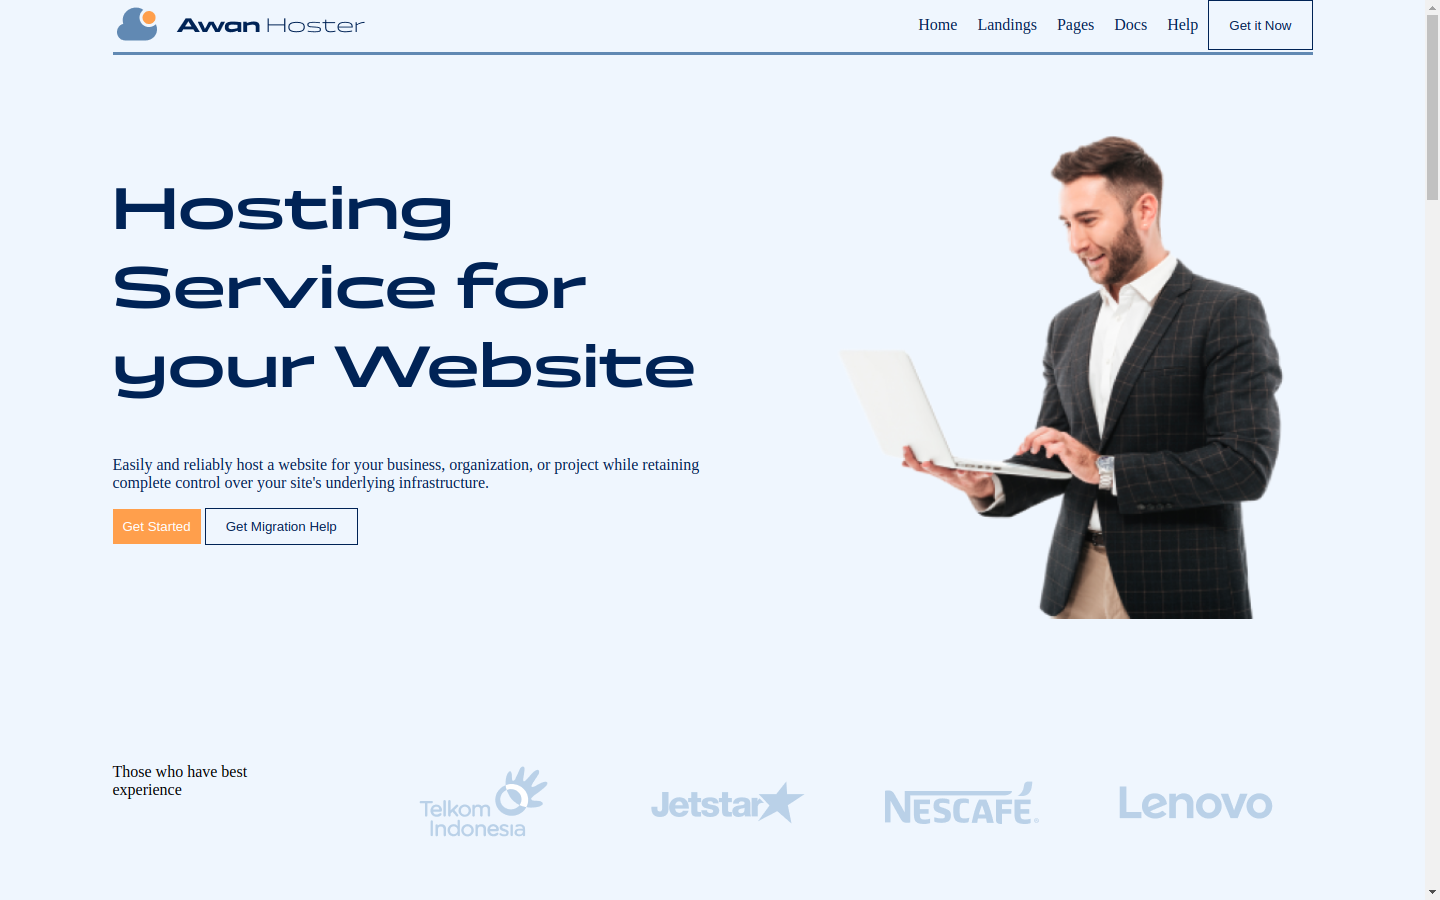 Awan Hoster
Home
Landings
Pages
Docs
Help
Get it Now
Hosting
Service for
your Website
Easily and reliably host a website for your business, organization, or project while retaining
complete control over your site's underlying infrastructure.
Get Started
Get Migration Help
Those who have best
experience
Telkom
Indonesia
Jetstar
NESCAFÉ®
Lenovo